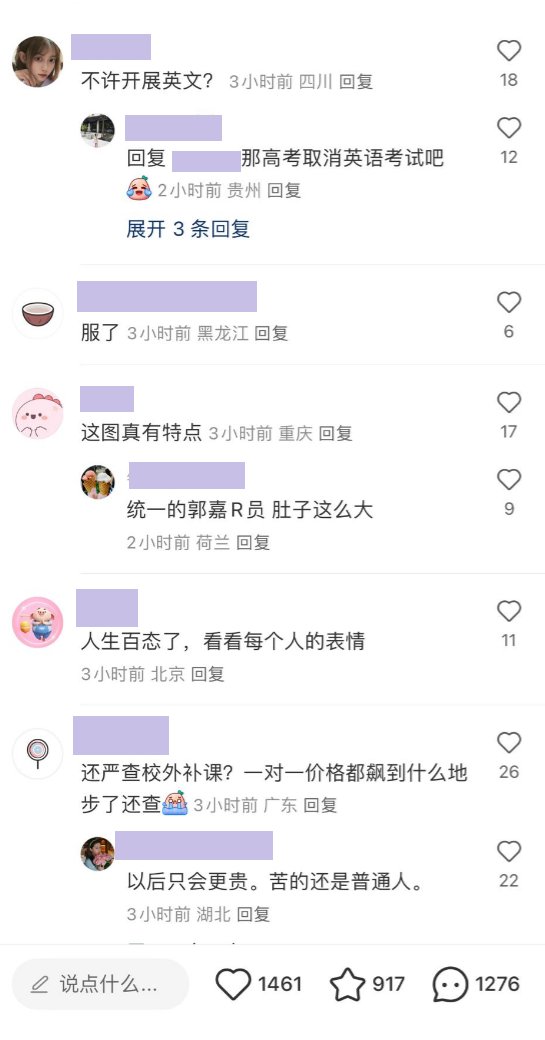 不许开展英文？ 3小时前 四川 回复
18
回复 那高考取消英语考试吧
12
2小时前 贵州 回复
展开 3 条回复
服了 3小时前 黑龙江 回复
6
这图真有特点 3小时前 重庆 回复
17
统一的郭嘉R员 肚子这么大
9
2小时前 荷兰 回复
人生百态了，看看每个人的表情
11
3小时前 北京 回复
还严查校外补课？一对一价格都飙到什么地
26
步了还查 3小时前 广东 回复
以后只会更贵。苦的还是普通人。
22
3小时前 湖北 回复
说点什么... 1461 917 1276